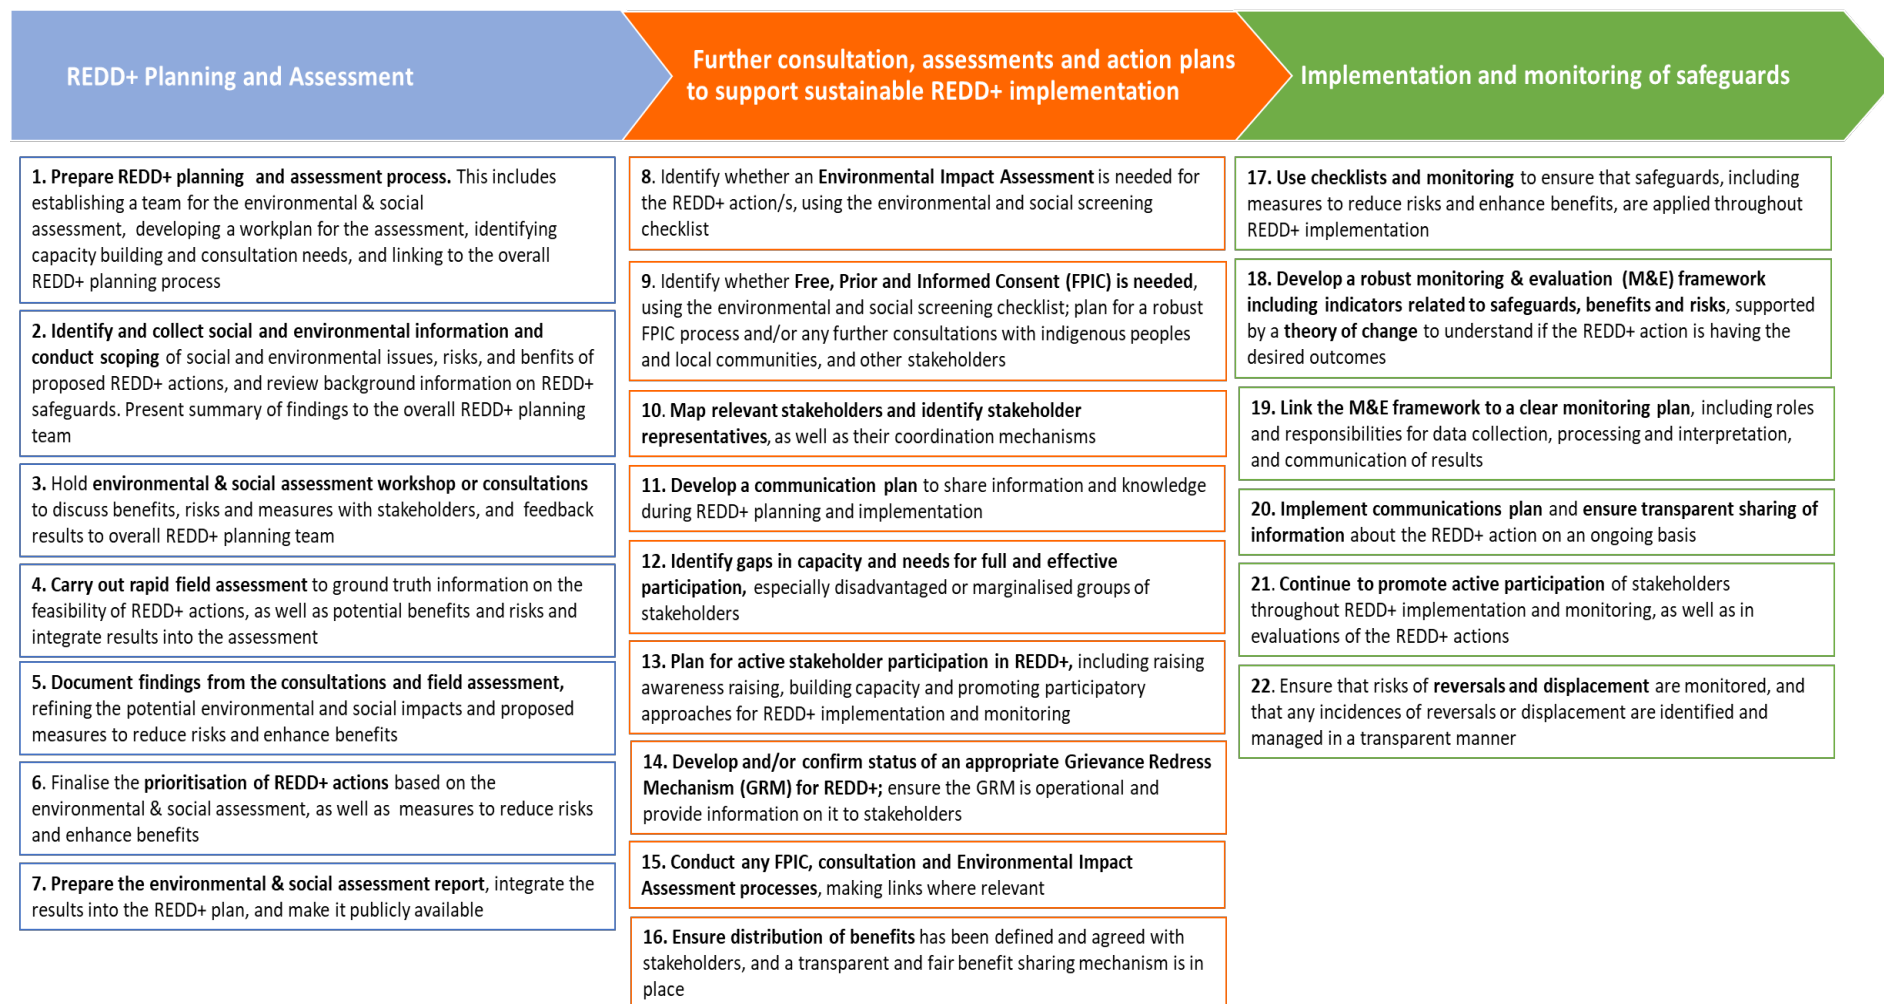 REDD+ Planning and Assessment
Further consultation, assessments and action plans
to support sustainable REDD+ implementation
Implementation and monitoring of safeguards
1. Prepare REDD+ planning and assessment process. This includes
establishing a team for the environmental & social
assessment, developing a workplan for the assessment, identifying
capacity building and consultation needs, and linking to the overall
REDD+ planning process
2. Identify and collect social and environmental information and
conduct scoping of social and environmental issues, risks, and benfits of
proposed REDD+ actions, and review background information on REDD+
safeguards. Present summary of findings to the overall REDD+ planning
team
3. Hold environmental & social assessment workshop or consultations
to discuss benefits, risks and measures with stakeholders, and feedback
results to overall REDD+ planning team
4. Carry out rapid field assessment to ground truth information on the
feasibility of REDD+ actions, as well as potential benefits and risks and
integrate results into the assessment
5. Document findings from the consultations and field assessment,
refining the potential environmental and social impacts and proposed
measures to reduce risks and enhance benefits
6. Finalise the prioritisation of REDD+ actions based on the
environmental & social assessment, as well as measures to reduce risks
and enhance benefits
7. Prepare the environmental & social assessment report, integrate the
results into the REDD+ plan, and make it publicly available
8. Identify whether an Environmental Impact Assessment is needed for
the REDD+ action/s, using the environmental and social screening
checklist
9. Identify whether Free, Prior and Informed Consent (FPIC) is needed,
using the environmental and social screening checklist; plan for a robust
FPIC process and/or any further consultations with indigenous peoples
and local communities, and other stakeholders
10. Map relevant stakeholders and identify stakeholder
representatives, as well as their coordination mechanisms
11. Develop a communication plan to share information and knowledge
during REDD+ planning and implementation
12. Identify gaps in capacity and needs for full and effective
participation, especially disadvantaged or marginalised groups of
stakeholders
13. Plan for active stakeholder participation in REDD+, including raising
awareness raising, building capacity and promoting participatory
approaches for REDD+ implementation and monitoring
14. Develop and/or confirm status of an appropriate Grievance Redress
Mechanism (GRM) for REDD+; ensure the GRM is operational and
provide information on it to stakeholders
15. Conduct any FPIC, consultation and Environmental Impact
Assessment processes, making links where relevant
16. Ensure distribution of benefits has been defined and agreed with
stakeholders, and a transparent and fair benefit sharing mechanism is in
place
17. Use checklists and monitoring to ensure that safeguards, including
measures to reduce risks and enhance benefits, are applied throughout
REDD+ implementation
18. Develop a robust monitoring & evaluation (M&E) framework
including indicators related to safeguards, benefits and risks, supported
by a theory of change to understand if the REDD+ action is having the
desired outcomes
19. Link the M&E framework to a clear monitoring plan, including roles
and responsibilities for data collection, processing and interpretation,
and communication of results
20. Implement communications plan and ensure transparent sharing of
information about the REDD+ action on an ongoing basis
21. Continue to promote active participation of stakeholders
throughout REDD+ implementation and monitoring, as well as in
evaluations of the REDD+ actions
22. Ensure that risks of reversals and displacement are monitored, and
that any incidences of reversals or displacement are identified and
managed in a transparent manner